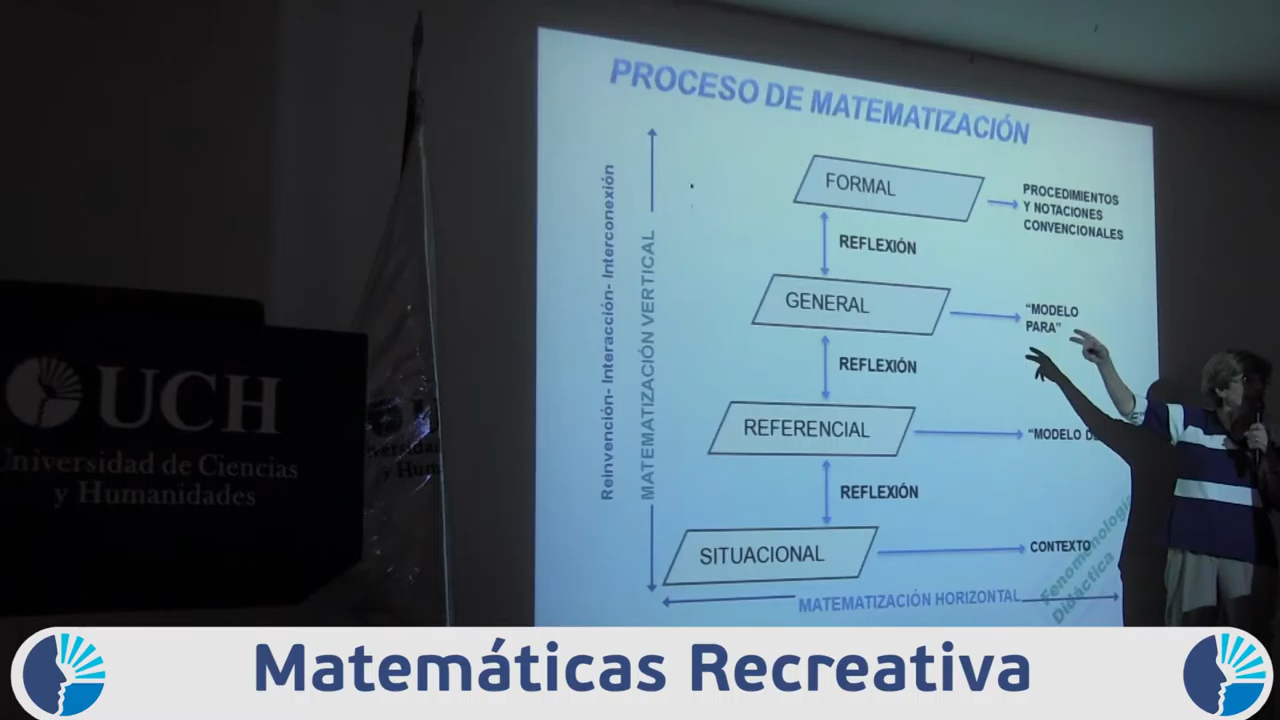 PROCESO DE MATEMATIZACIÓN
Reinvención- Interacción- Interconexión
MATEMATIZACIÓN VERTICAL
FORMAL
PROCEDIMIENTOS
Y NOTACIONES
CONVENCIONALES
REFLEXIÓN
GENERAL
“MODELO
PARA”
REFLEXIÓN
REFERENCIAL
“MODELO
REFLEXIÓN
SITUACIONAL
CONTEXTO
Fenomenología
Didáctica
MATEMATIZACIÓN HORIZONTAL
UCH
Universidad de Ciencias
y Humanidades
Matemáticas Recreativa